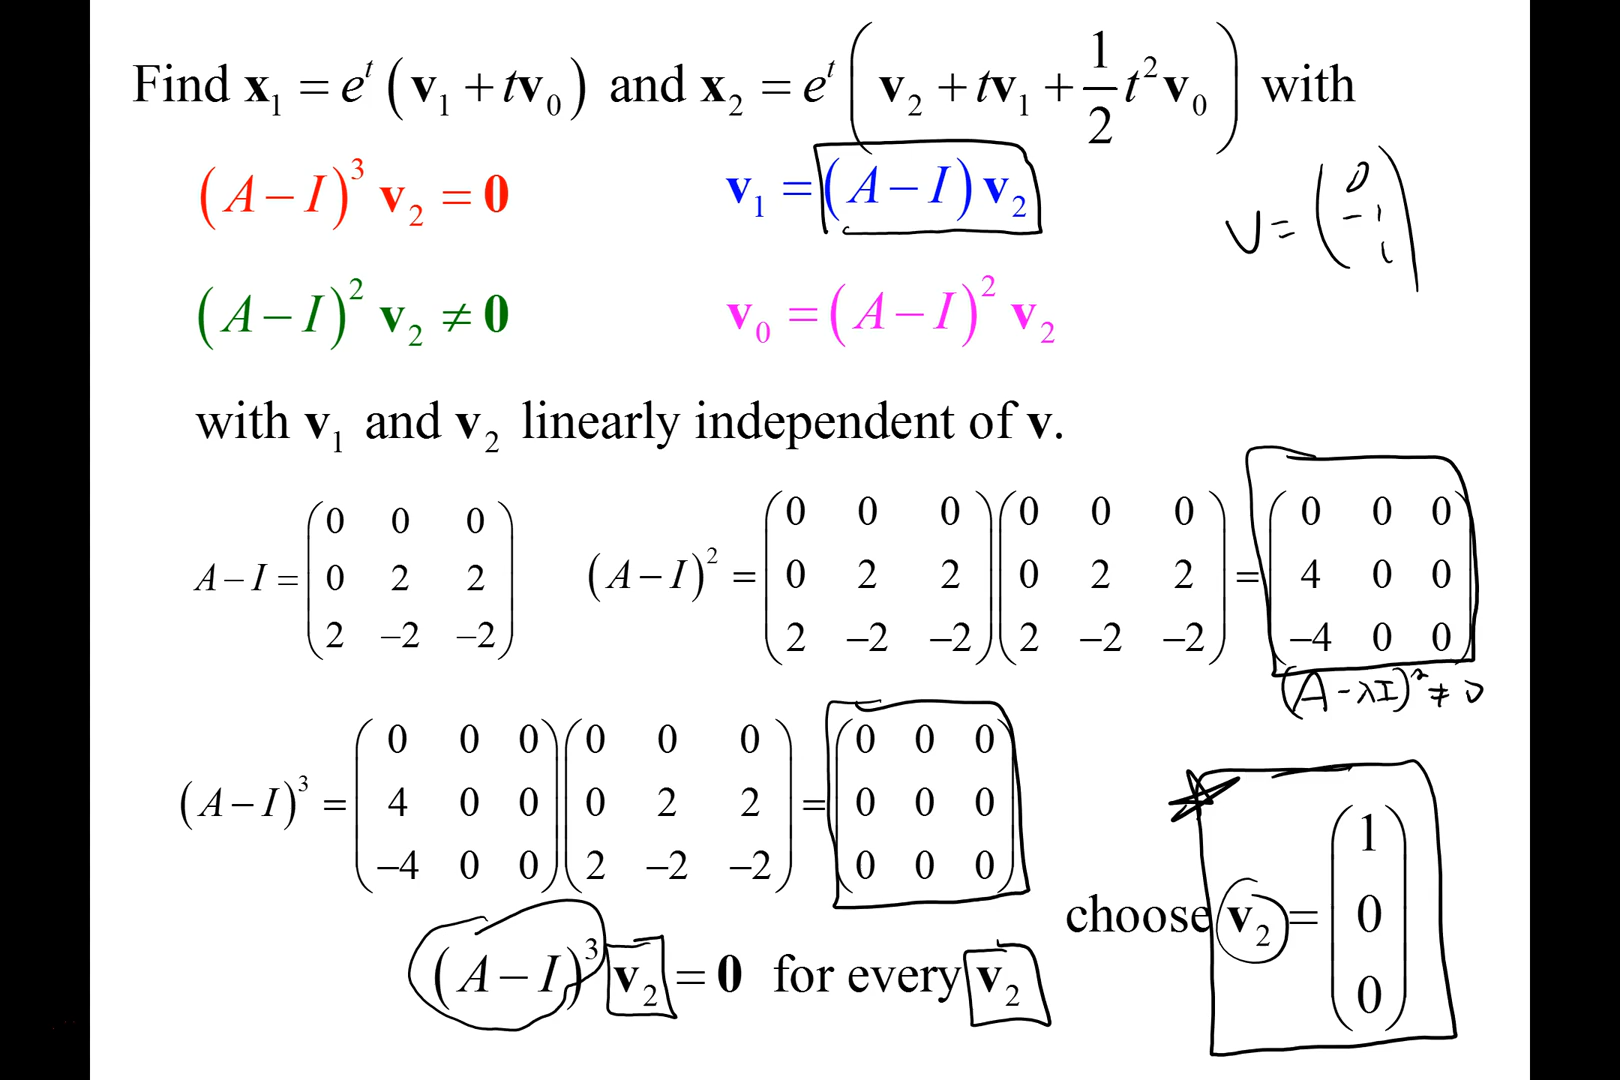 Find x₁ = eᵗ(v₁ + tv₀) and x₂ = eᵗ(v₂ + tv₁ + 1/2 t²v₀) with
(A − I)³ v₂ = 0 v₁ = (A − I) v₂ v = (0 −1 1)
(A − I)² v₂ ≠ 0 v₀ = (A − I)² v₂
with v₁ and v₂ linearly independent of v.
A − I = (0 0 0; 0 2 2; 2 −2 −2) (A − I)² = (0 0 0; 0 2 2; 2 −2 −2)(0 0 0; 0 2 2; 2 −2 −2) = (0 0 0; 4 0 0; −4 0 0)
(A − λI)² ≠ 0
(A − I)³ = (0 0 0; 4 0 0; −4 0 0)(0 0 0; 0 2 2; 2 −2 −2) = (0 0 0; 0 0 0; 0 0 0)
choose v₂ = (1 0 0)
(A − I)³ v₂ = 0 for every v₂